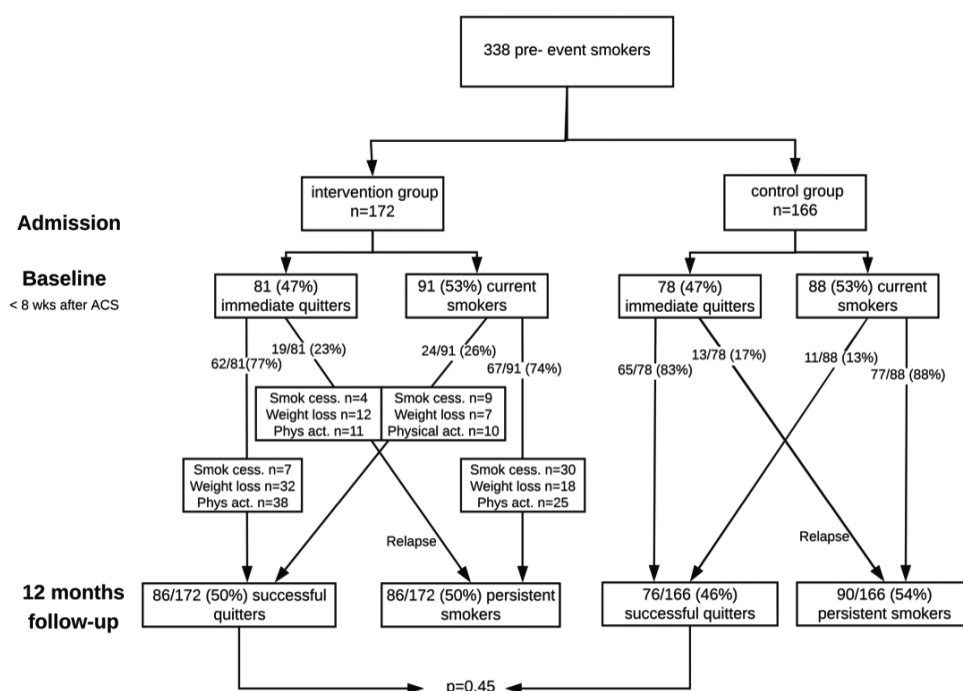 338 pre- event smokers
intervention group
n=172
control group
n=166
Admission
Baseline
< 8 wks after ACS
81 (47%)
immediate quitters
91 (53%) current
smokers
78 (47%)
immediate quitters
88 (53%) current
smokers
62/81(77%)
19/81 (23%)
24/91 (26%)
67/91 (74%)
65/78 (83%)
13/78 (17%)
11/88 (13%)
77/88 (88%)
Smok cess. n=4
Weight loss n=12
Phys act. n=11
Smok cess. n=9
Weight loss n=7
Physical act. n=10
Smok cess. n=7
Weight loss n=32
Phys act. n=38
Smok cess. n=30
Weight loss n=18
Phys act. n=25
Relapse
Relapse
12 months
follow-up
86/172 (50%) successful
quitters
86/172 (50%) persistent
smokers
76/166 (46%)
successful quitters
90/166 (54%)
persistent smokers
p=0.45